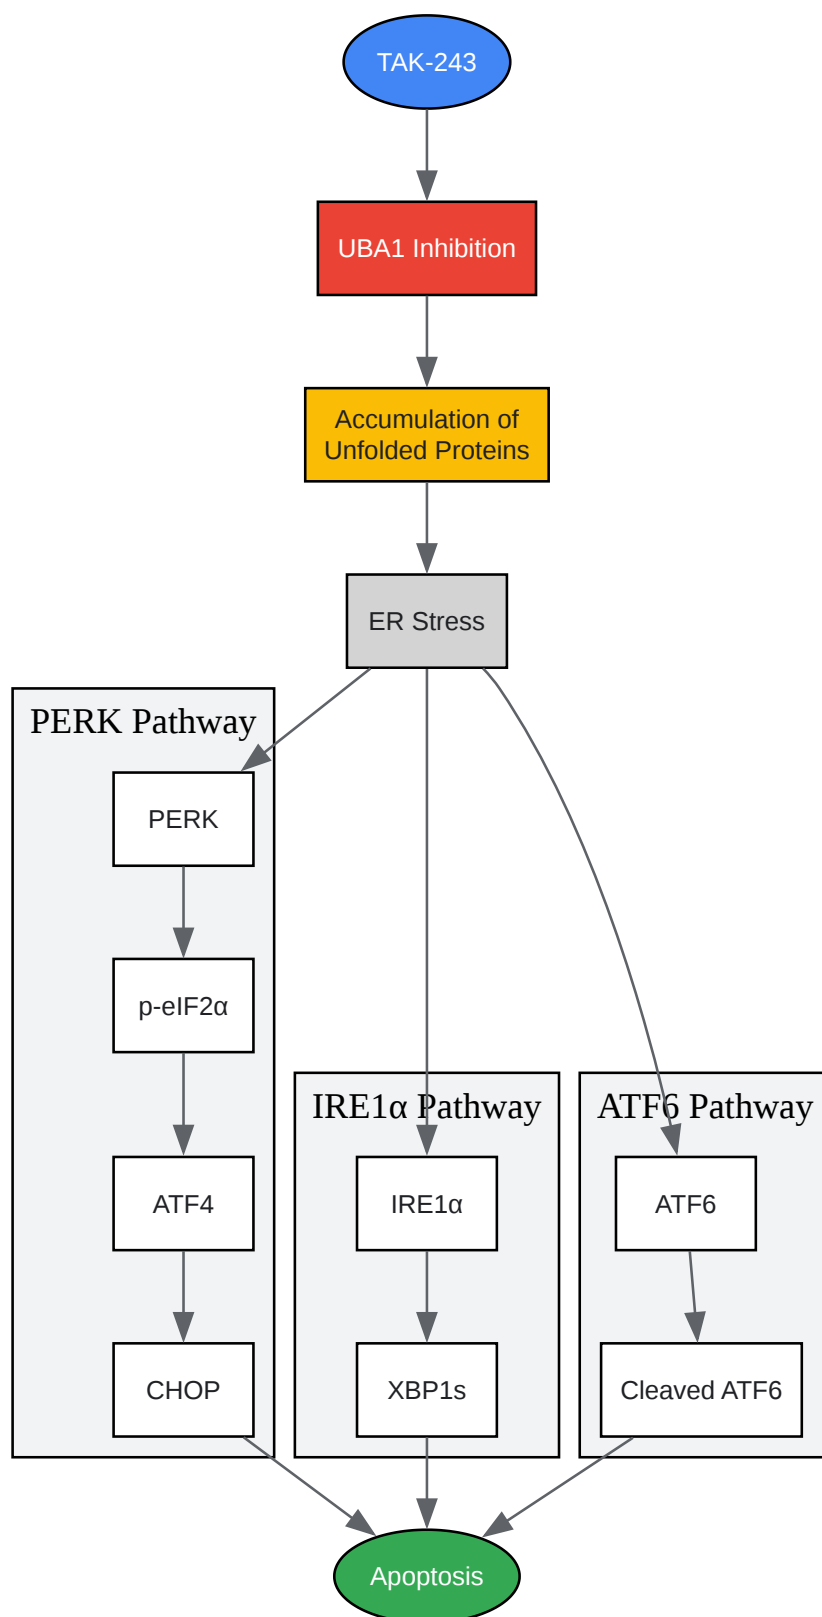 TAK-243
UBA1 Inhibition
Accumulation of
Unfolded Proteins
ER Stress
PERK Pathway
PERK
p-eIF2α
ATF4
CHOP
IRE1α Pathway
IRE1α
XBP1s
ATF6 Pathway
ATF6
Cleaved ATF6
Apoptosis